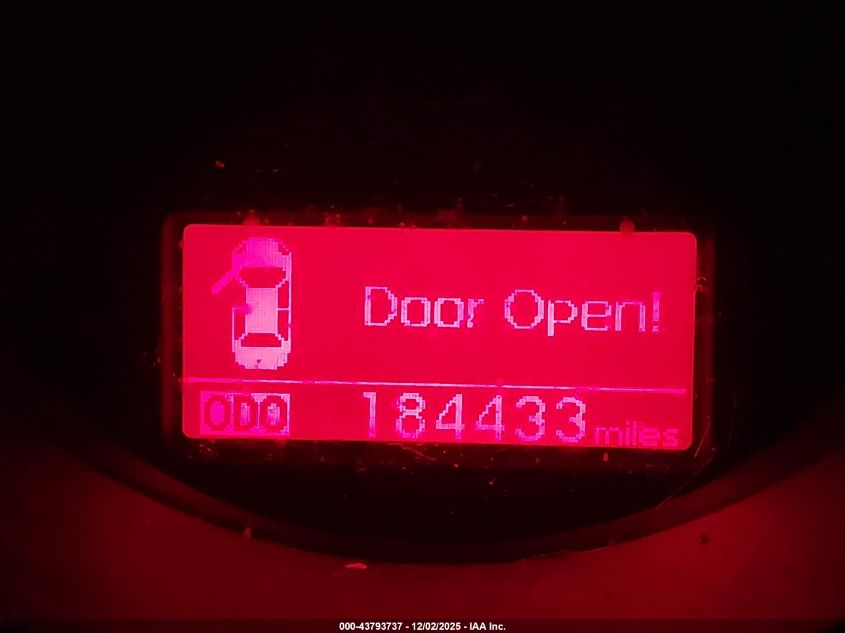 Door Open!
ODO 184433 miles
000-43793737 - 12/02/2025 - IAA Inc.